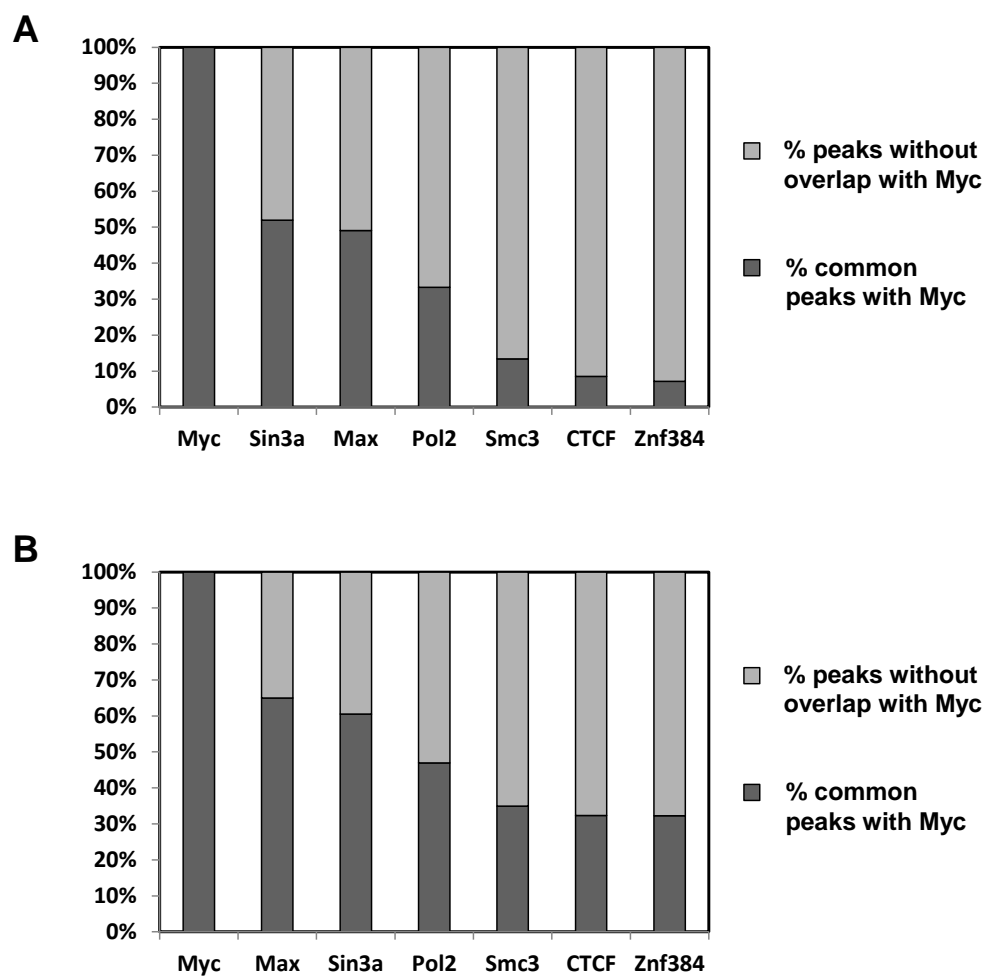 A
100%
90%
80%
70%
60%
50%
40%
30%
20%
10%
0%
Myc Sin3a Max Pol2 Smc3 CTCF Znf384
% peaks without
overlap with Myc
% common
peaks with Myc
B
100%
90%
80%
70%
60%
50%
40%
30%
20%
10%
0%
Myc Max Sin3a Pol2 Smc3 CTCF Znf384
% peaks without
overlap with Myc
% common
peaks with Myc